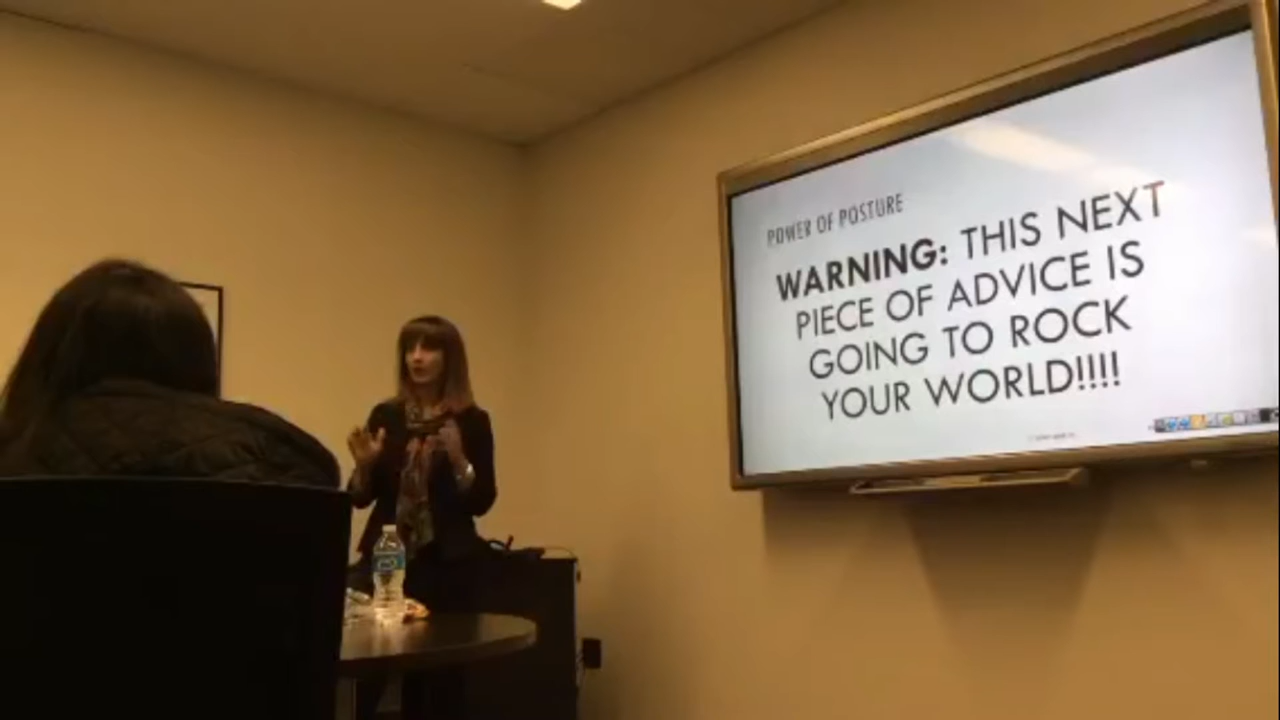 POWER OF POSTURE
WARNING: THIS NEXT
PIECE OF ADVICE IS
GOING TO ROCK
YOUR WORLD!!!!